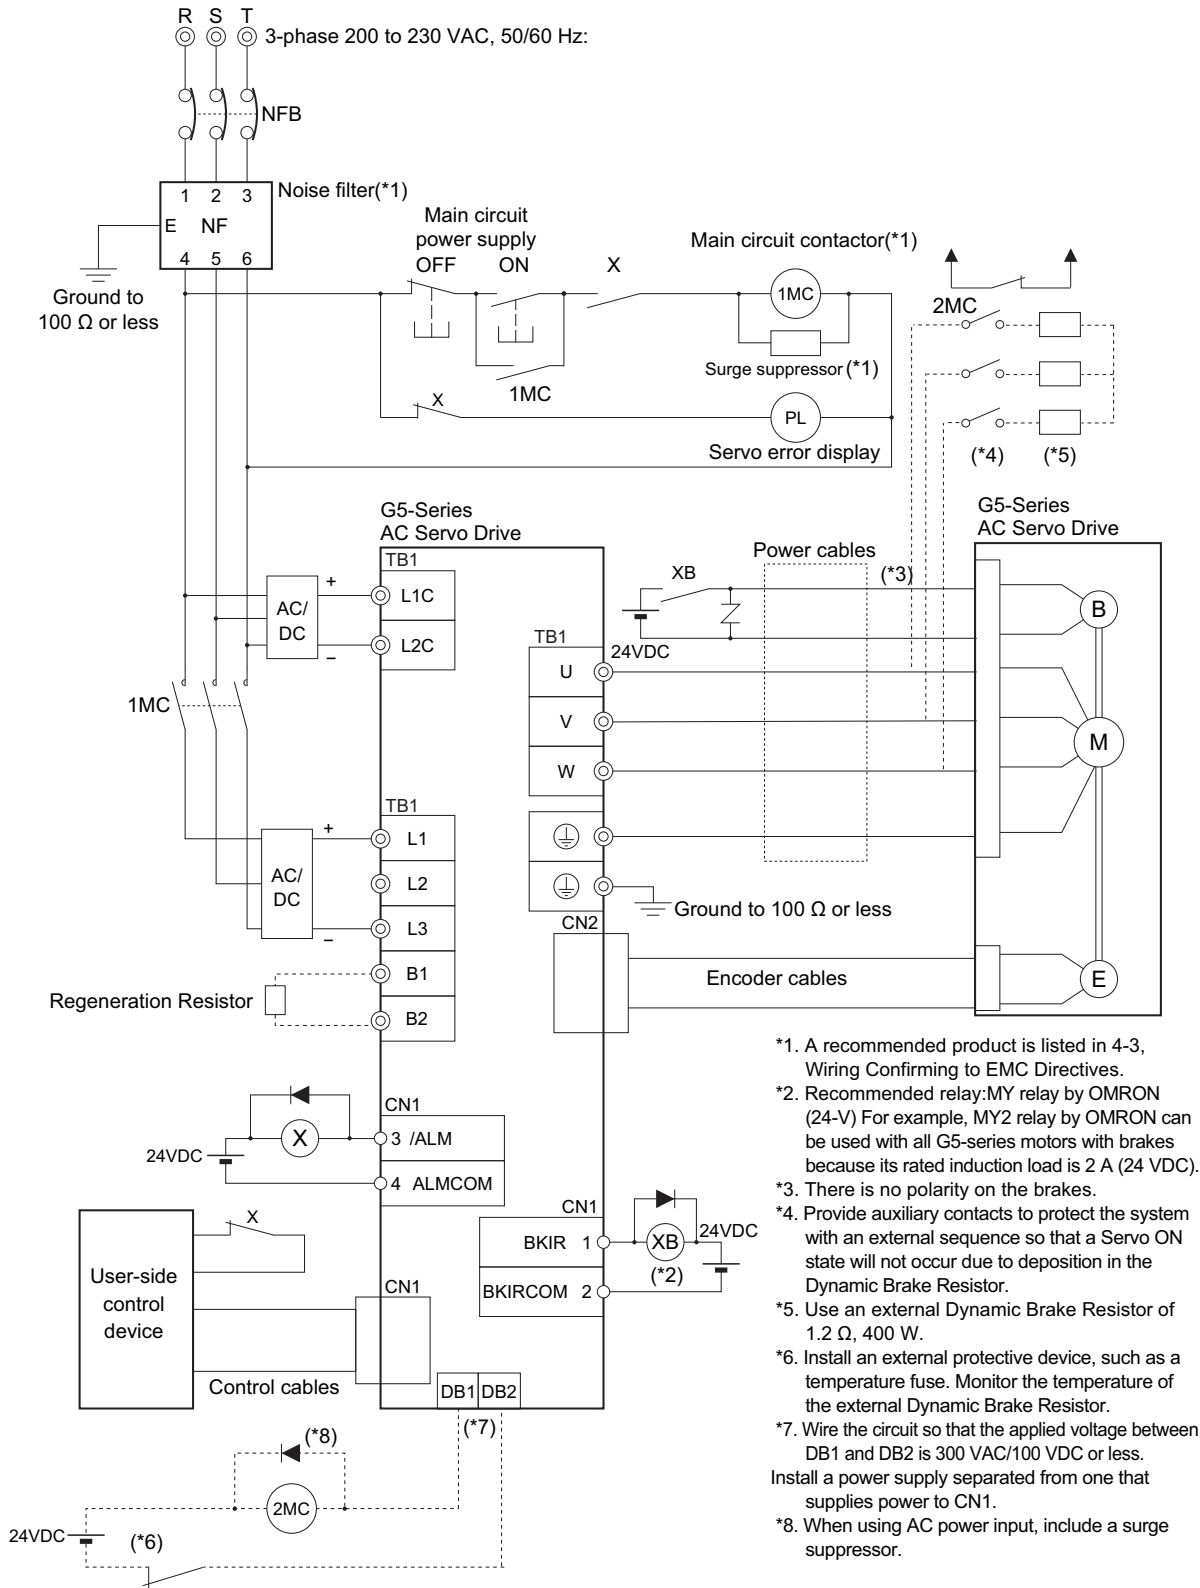 R S T
3-phase 200 to 230 VAC, 50/60 Hz:
NFB
1 2 3
Noise filter(*1)
E NF
4 5 6
Ground to
100 Ω or less
Main circuit
power supply
OFF ON
X
Main circuit contactor(*1)
1MC
Surge suppressor (*1)
1MC
X
PL
Servo error display
2MC
(*4) (*5)
G5-Series
AC Servo Drive
G5-Series
AC Servo Drive
TB1
+
AC/
DC
–
L1C
L2C
XB
Power cables
(*3)
24VDC
B
TB1
U
V
W
M
1MC
TB1
+
AC/
DC
–
L1
L2
L3
B1
B2
Ground to 100 Ω or less
CN2
Encoder cables
E
Regeneration Resistor
CN1
X
24VDC
3 /ALM
4 ALMCOM
CN1
BKIR 1
BKIRCOM 2
XB
24VDC
(*2)
User-side
control
device
X
CN1
Control cables
DB1 DB2
(*7)
(*8)
2MC
24VDC
(*6)
*1. A recommended product is listed in 4-3,
Wiring Confirming to EMC Directives.
*2. Recommended relay:MY relay by OMRON
(24-V) For example, MY2 relay by OMRON can
be used with all G5-series motors with brakes
because its rated induction load is 2 A (24 VDC).
*3. There is no polarity on the brakes.
*4. Provide auxiliary contacts to protect the system
with an external sequence so that a Servo ON
state will not occur due to deposition in the
Dynamic Brake Resistor.
*5. Use an external Dynamic Brake Resistor of
1.2 Ω, 400 W.
*6. Install an external protective device, such as a
temperature fuse. Monitor the temperature of
the external Dynamic Brake Resistor.
*7. Wire the circuit so that the applied voltage between
DB1 and DB2 is 300 VAC/100 VDC or less.
Install a power supply separated from one that
supplies power to CN1.
*8. When using AC power input, include a surge
suppressor.